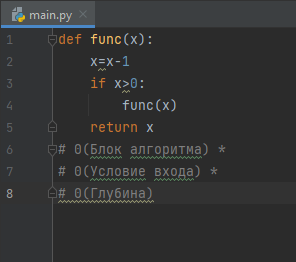 main.py
1 def func(x):
2 x=x-1
3 if x>0:
4 func(x)
5 return x
6 # 0(Блок алгоритма) *
7 # 0(Условие входа) *
8 # 0(Глубина)